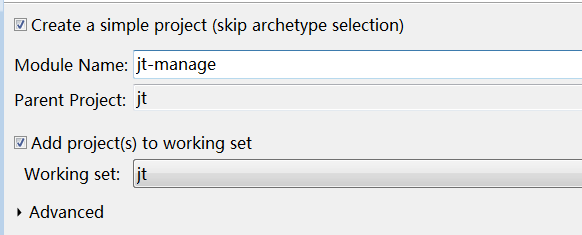 Create a simple project (skip archetype selection)
Module Name: jt-manage
Parent Project: jt
Add project(s) to working set
Working set: jt
Advanced